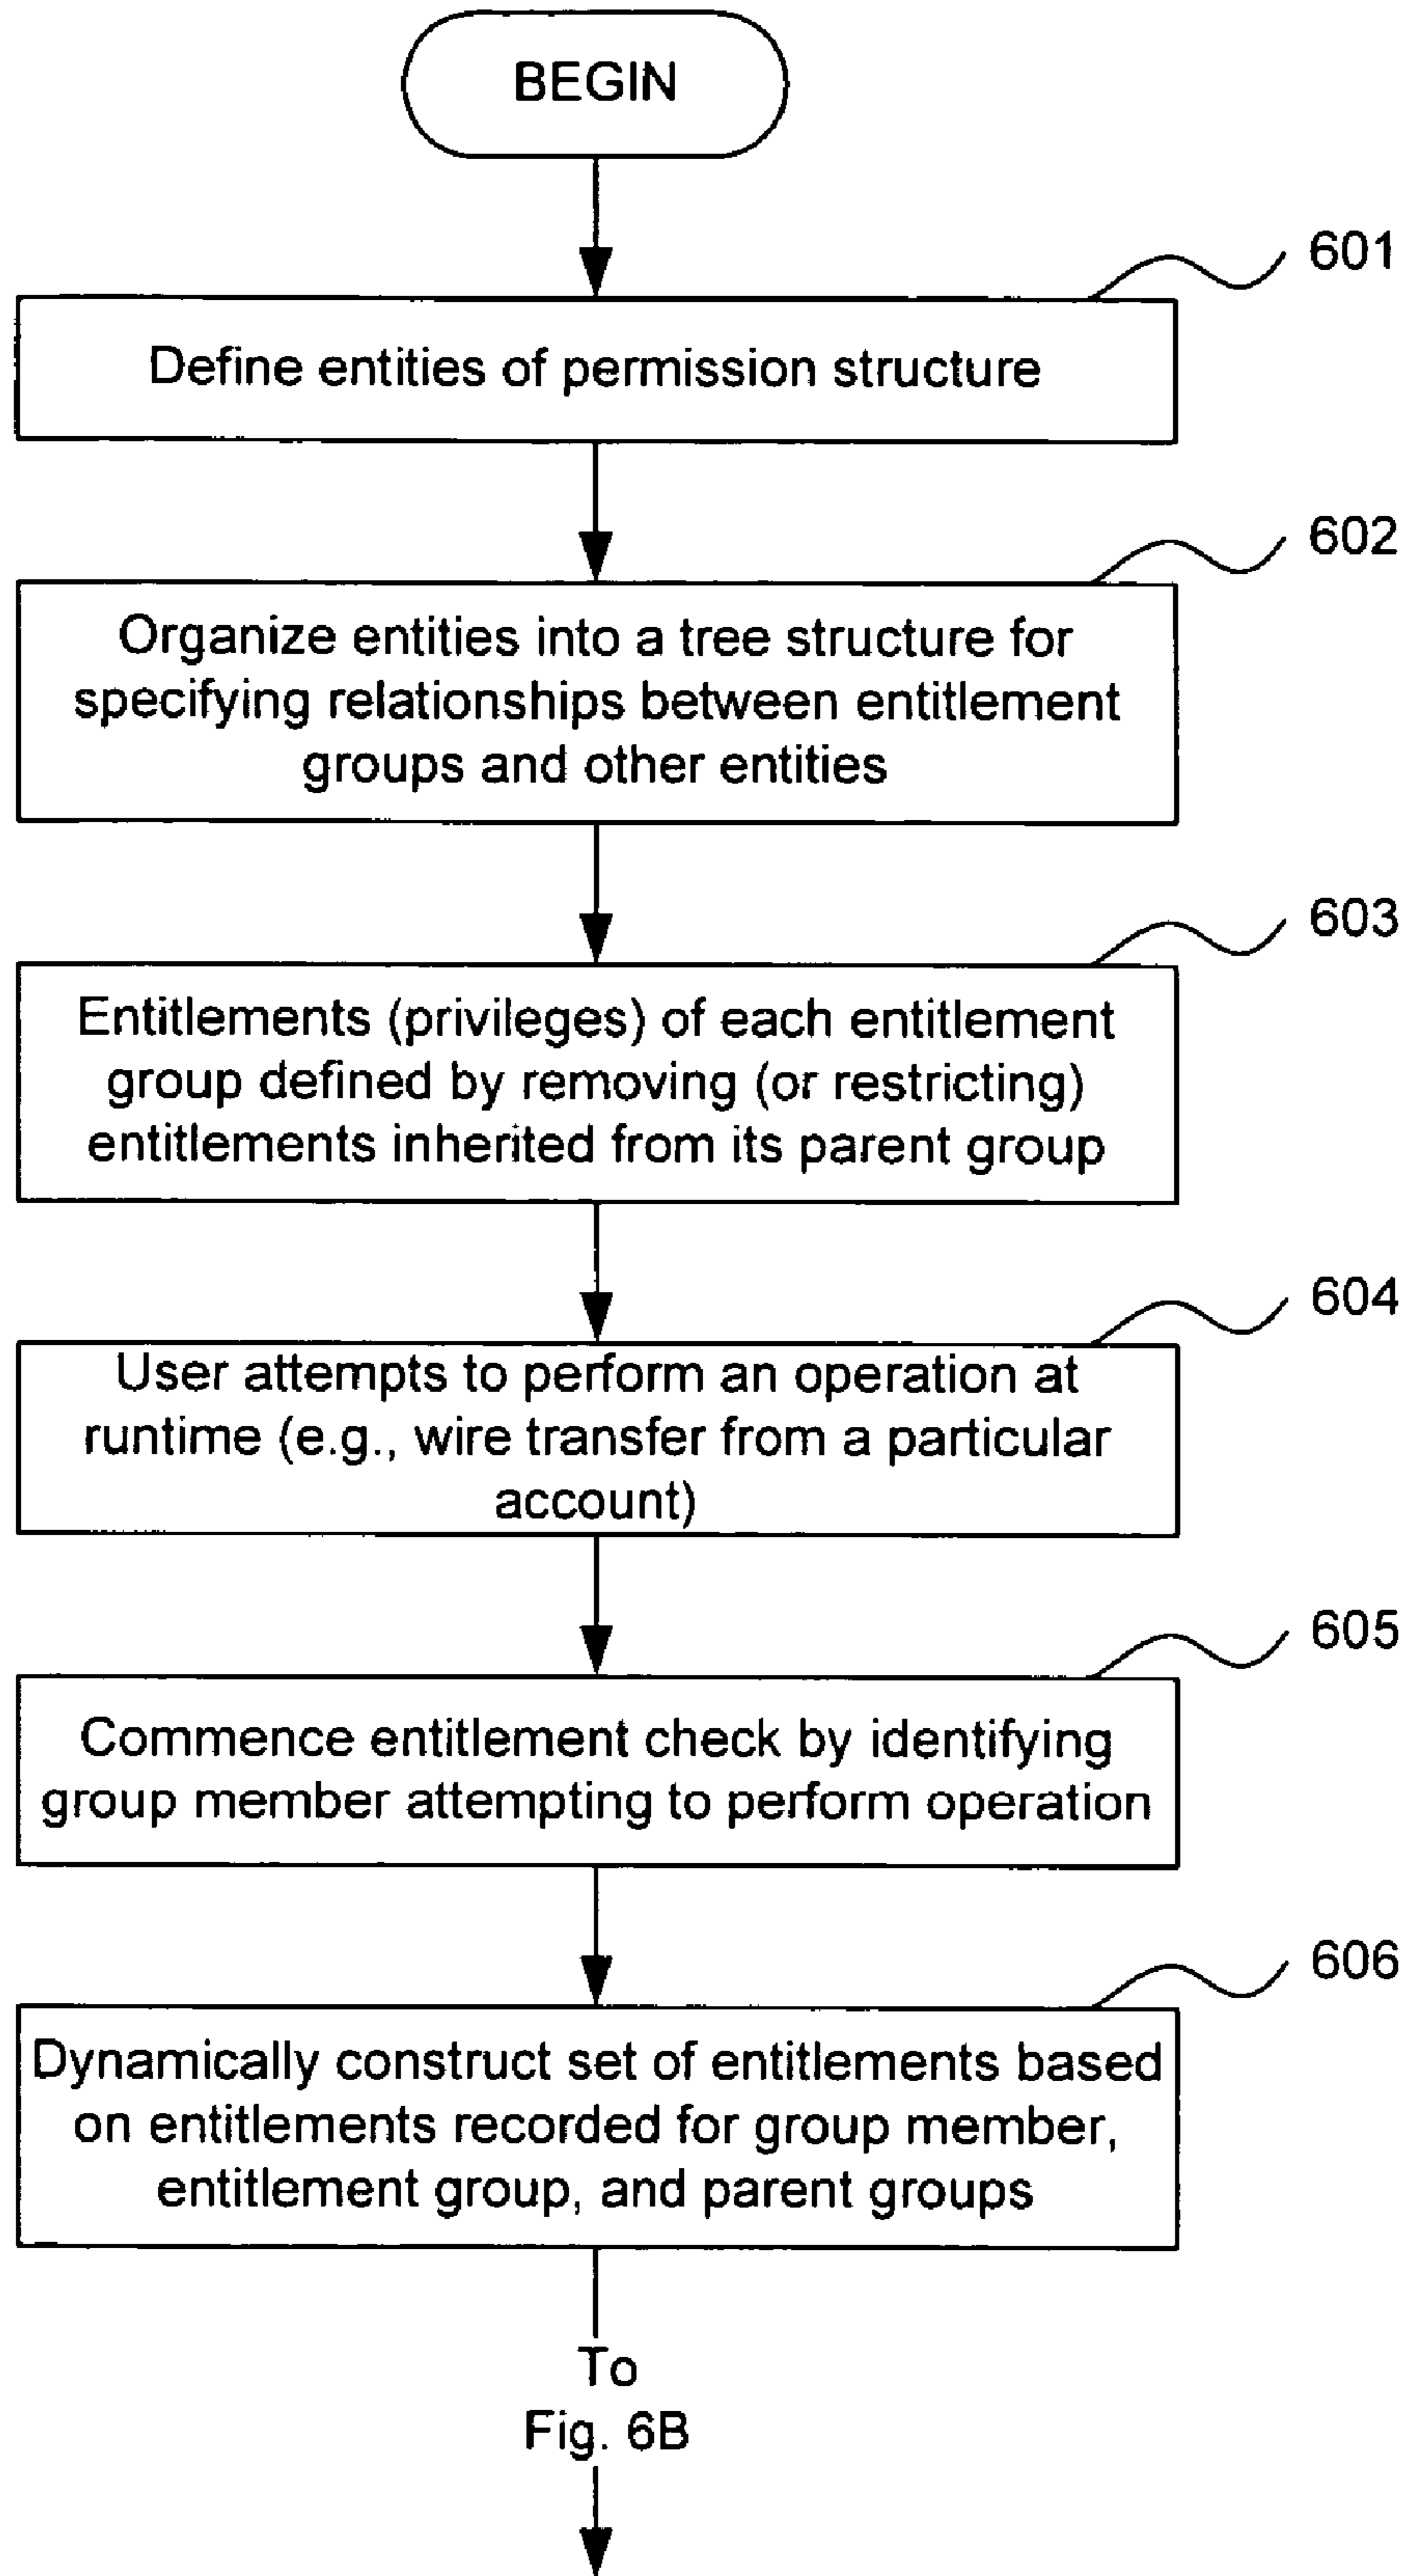 BEGIN
601
Define entities of permission structure
602
Organize entities into a tree structure for
specifying relationships between entitlement
groups and other entities
603
Entitlements (privileges) of each entitlement
group defined by removing (or restricting)
entitlements inherited from its parent group
604
User attempts to perform an operation at
runtime (e.g., wire transfer from a particular
account)
605
Commence entitlement check by identifying
group member attempting to perform operation
606
Dynamically construct set of entitlements based
on entitlements recorded for group member,
entitlement group, and parent groups
To
Fig. 6B